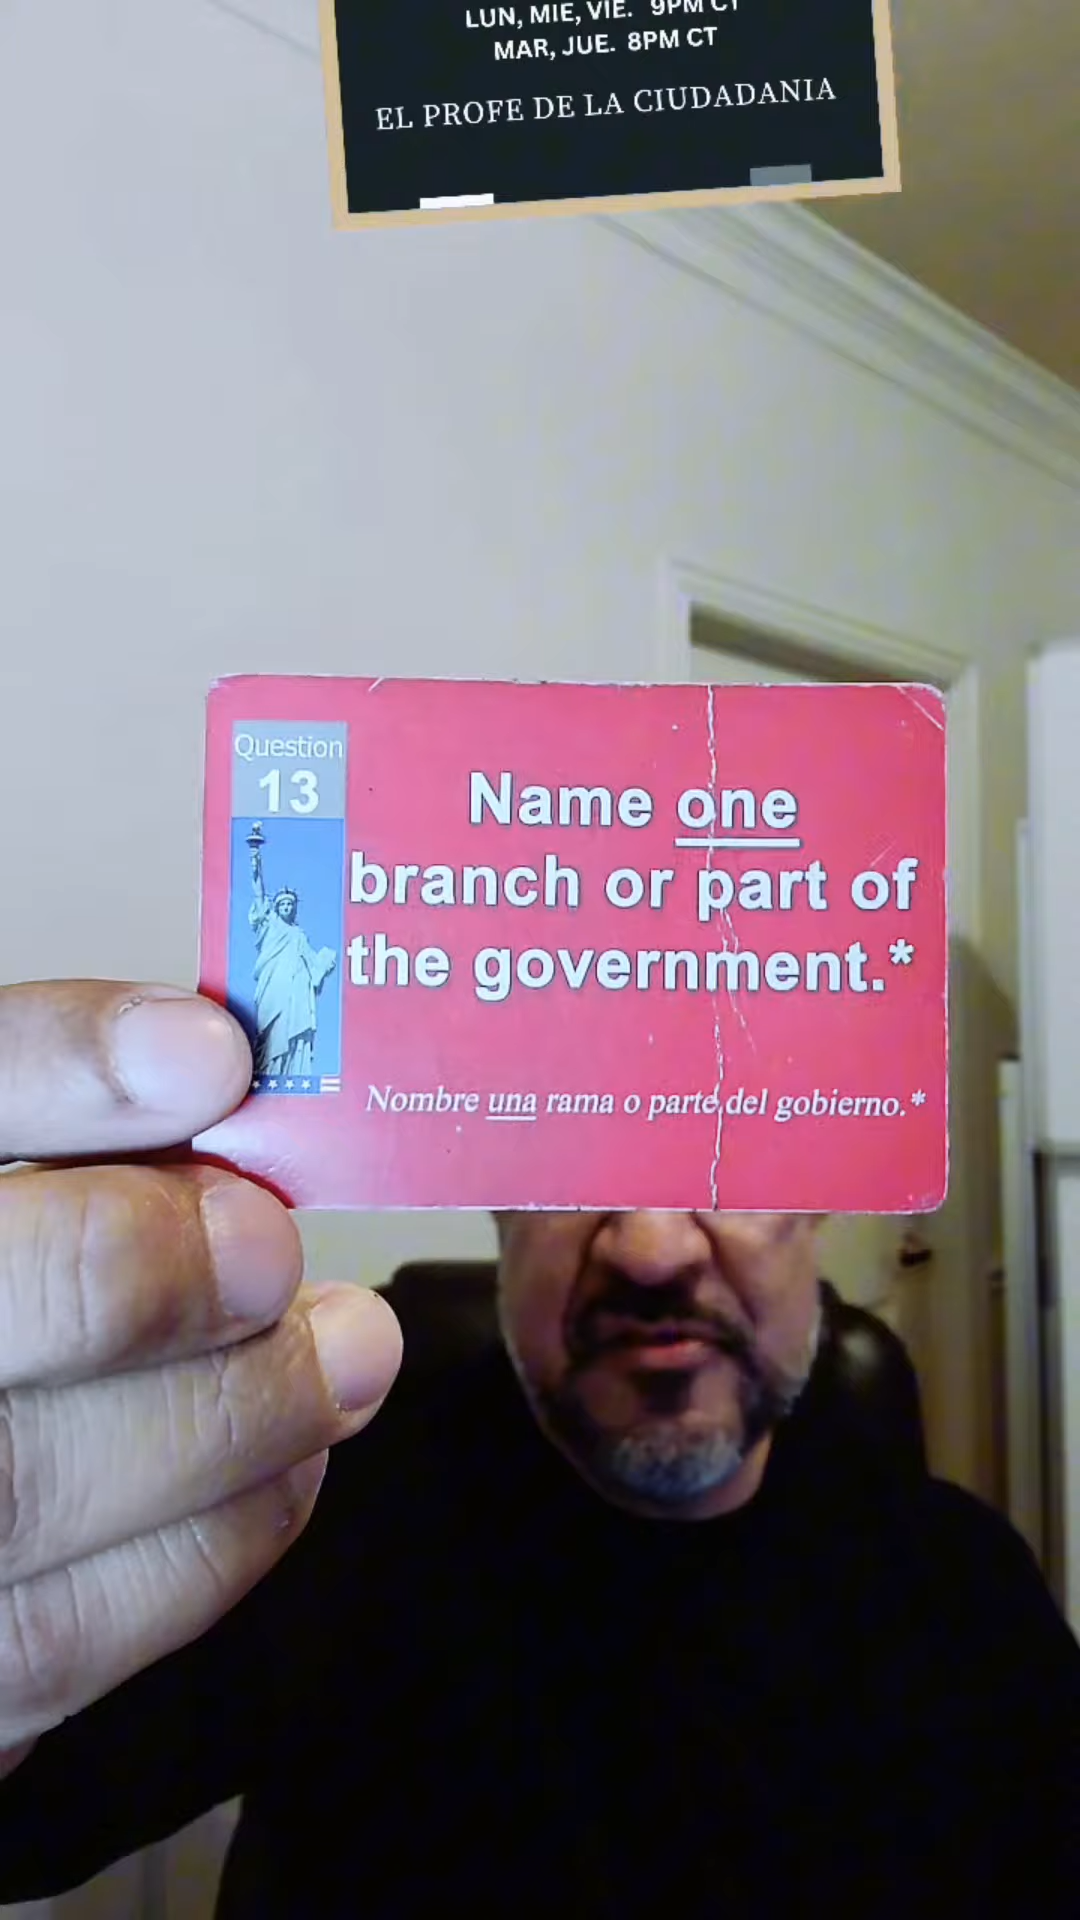 LUN, MIE, VIE. 9PM CT
MAR, JUE. 8PM CT
EL PROFE DE LA CIUDADANIA
Question
13
Name one
branch or part of
the government.*
Nombre una rama o parte del gobierno.*